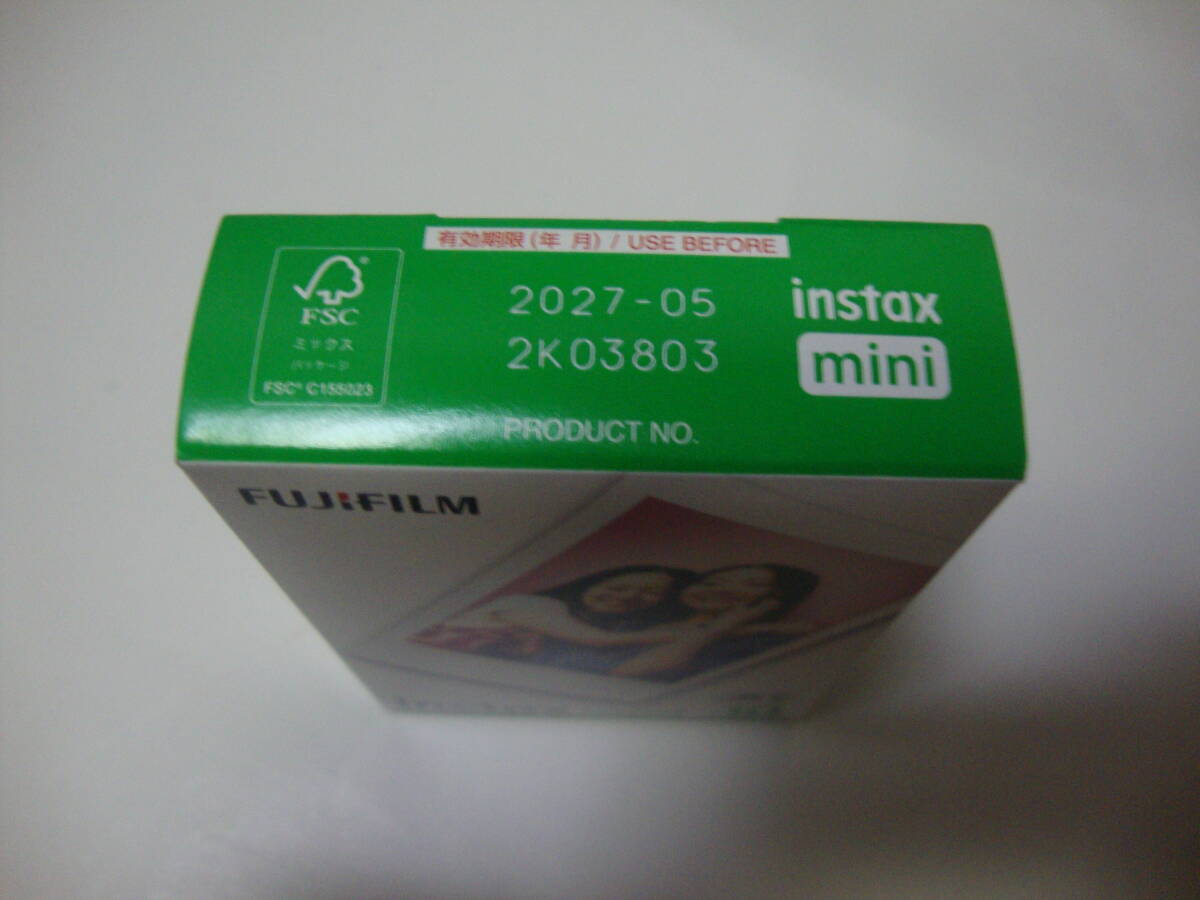 有効期限(年 月) / USE BEFORE
2027-05
2K03803
PRODUCT NO.
instax
mini
FSC
ミックス
パッケージ
FSC® C155023
FUJIFILM